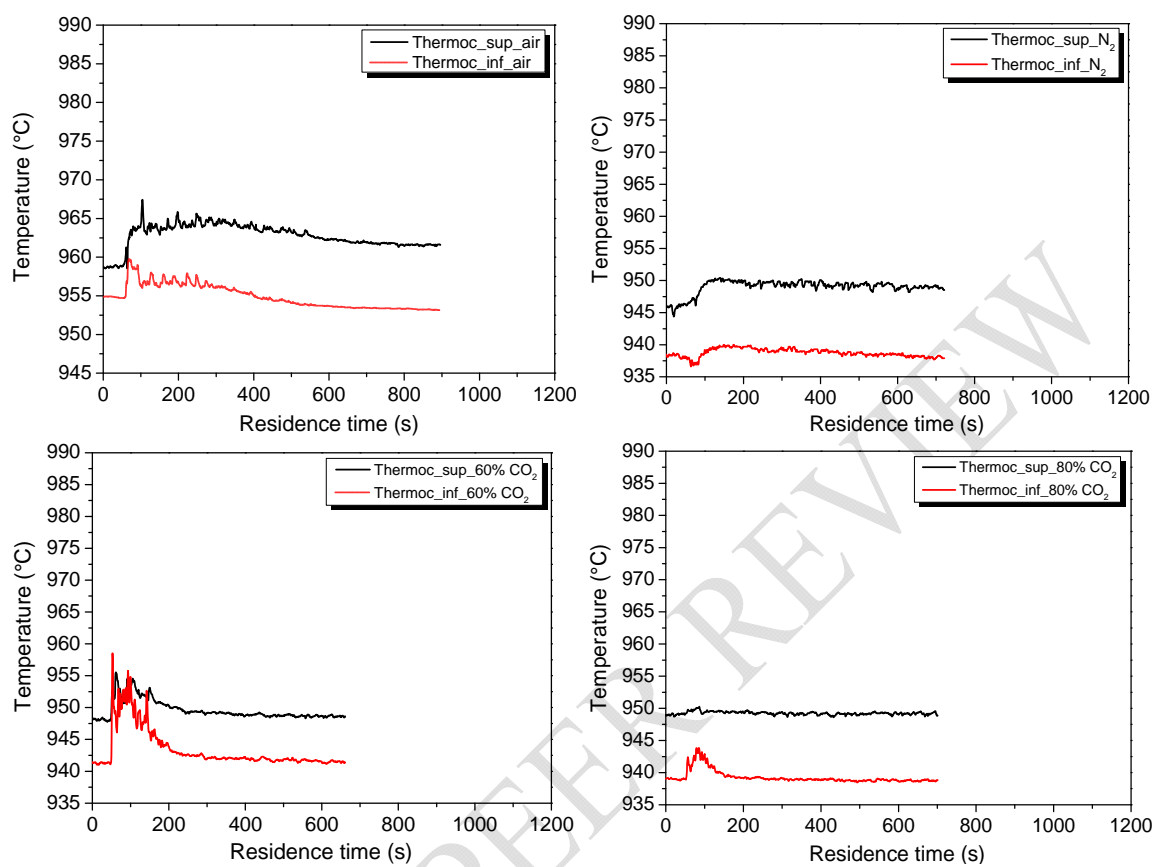 990
985
980
975
970
965
960
955
950
945
Temperature (°C)
Thermoc_sup_air
Thermoc_inf_air
0 200 400 600 800 1000 1200
Residence time (s)
990
985
980
975
970
965
960
955
950
945
940
935
Temperature (°C)
Thermoc_sup_N₂
Thermoc_inf_N₂
0 200 400 600 800 1000 1200
Residence time (s)
990
985
980
975
970
965
960
955
950
945
940
935
Temperature (°C)
Thermoc_sup_60% CO₂
Thermoc_inf_60% CO₂
0 200 400 600 800 1000 1200
Residence time (s)
990
985
980
975
970
965
960
955
950
945
940
935
Temperature (°C)
Thermoc_sup_80% CO₂
Thermoc_inf_80% CO₂
0 200 400 600 800 1000 1200
Residence time (s)
PEER REVIEW